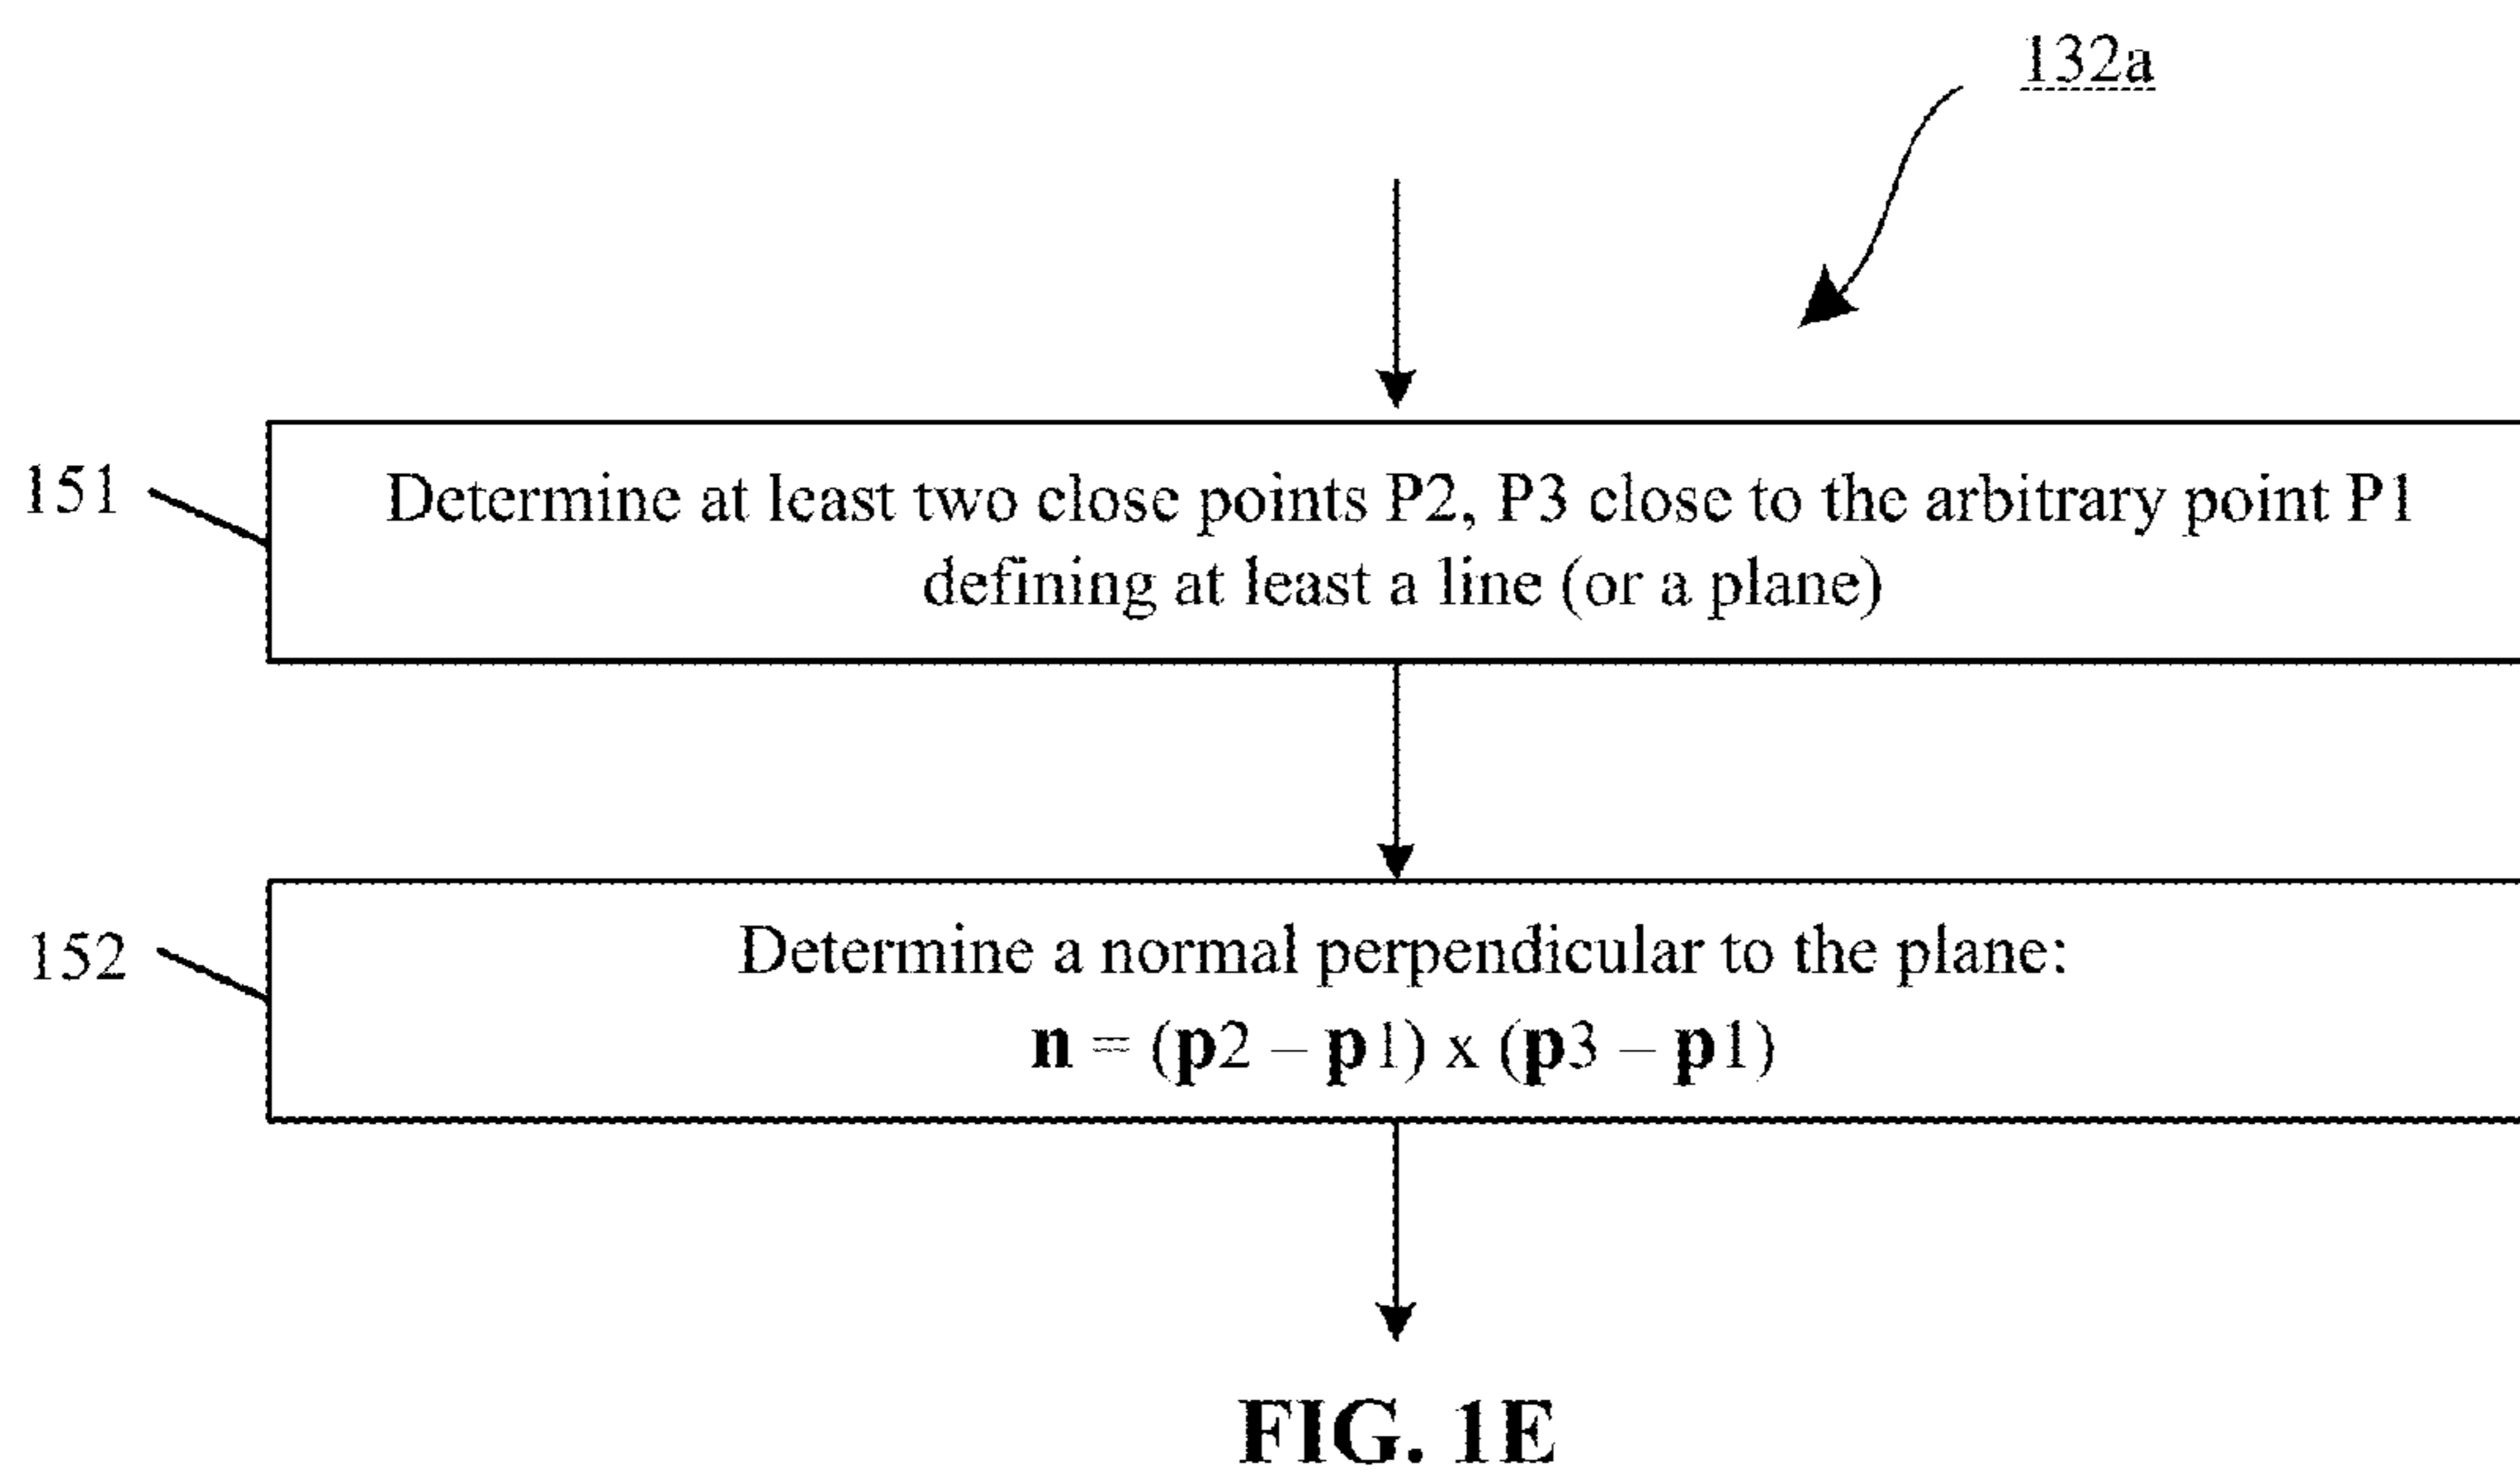 132a
151
Determine at least two close points P2, P3 close to the arbitrary point P1
defining at least a line (or a plane)
152
Determine a normal perpendicular to the plane:
n = (p2 – p1) x (p3 – p1)
FIG. 1E